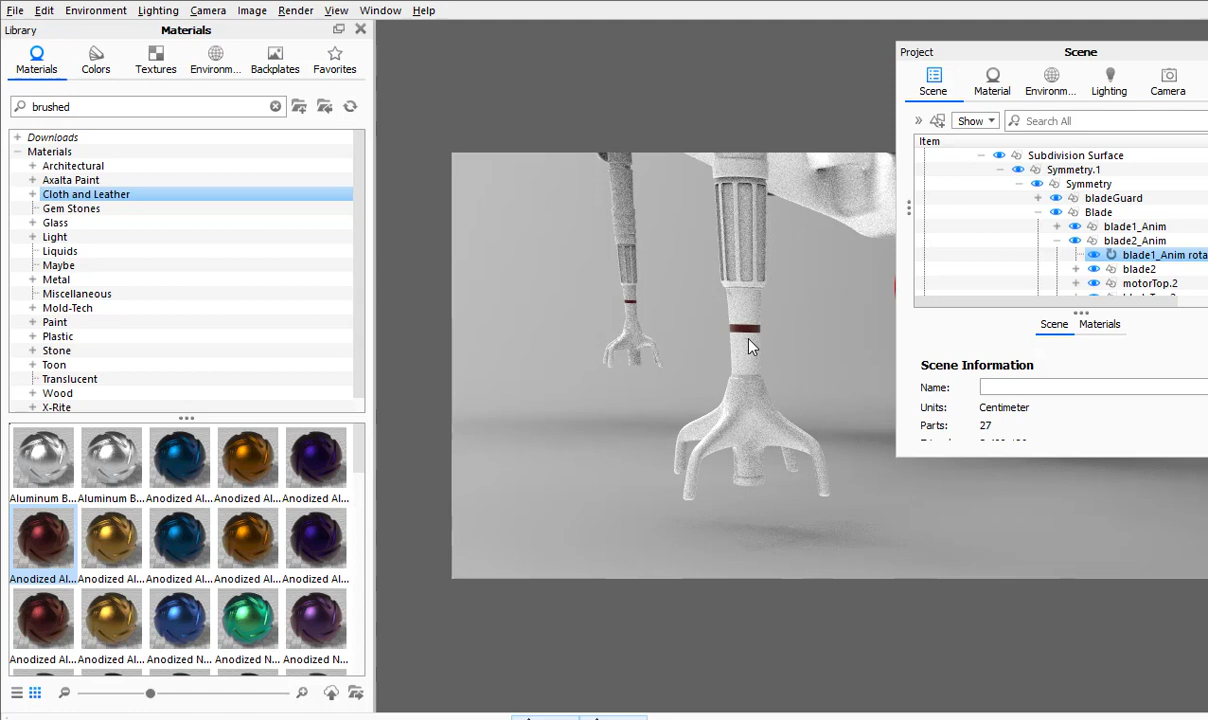 File Edit Environment Lighting Camera Image Render View Window Help
Library Materials
Materials Colors Textures Environm... Backplates Favorites
brushed
Downloads
Materials
Architectural
Axalta Paint
Cloth and Leather
Gem Stones
Glass
Light
Liquids
Maybe
Metal
Miscellaneous
Mold-Tech
Paint
Plastic
Stone
Toon
Translucent
Wood
X-Rite
Aluminum B... Aluminum B... Anodized Al... Anodized Al... Anodized Al...
Anodized Al... Anodized Al... Anodized Al... Anodized Al... Anodized Al...
Anodized Al... Anodized Al... Anodized N... Anodized N... Anodized N...
Project Scene
Scene Material Environm... Lighting Camera
» Show Search All
Item
Subdivision Surface
Symmetry.1
Symmetry
bladeGuard
Blade
blade1_Anim
blade2_Anim
blade1_Anim rota
blade2
motorTop.2
Scene Materials
Scene Information
Name:
Units: Centimeter
Parts: 27